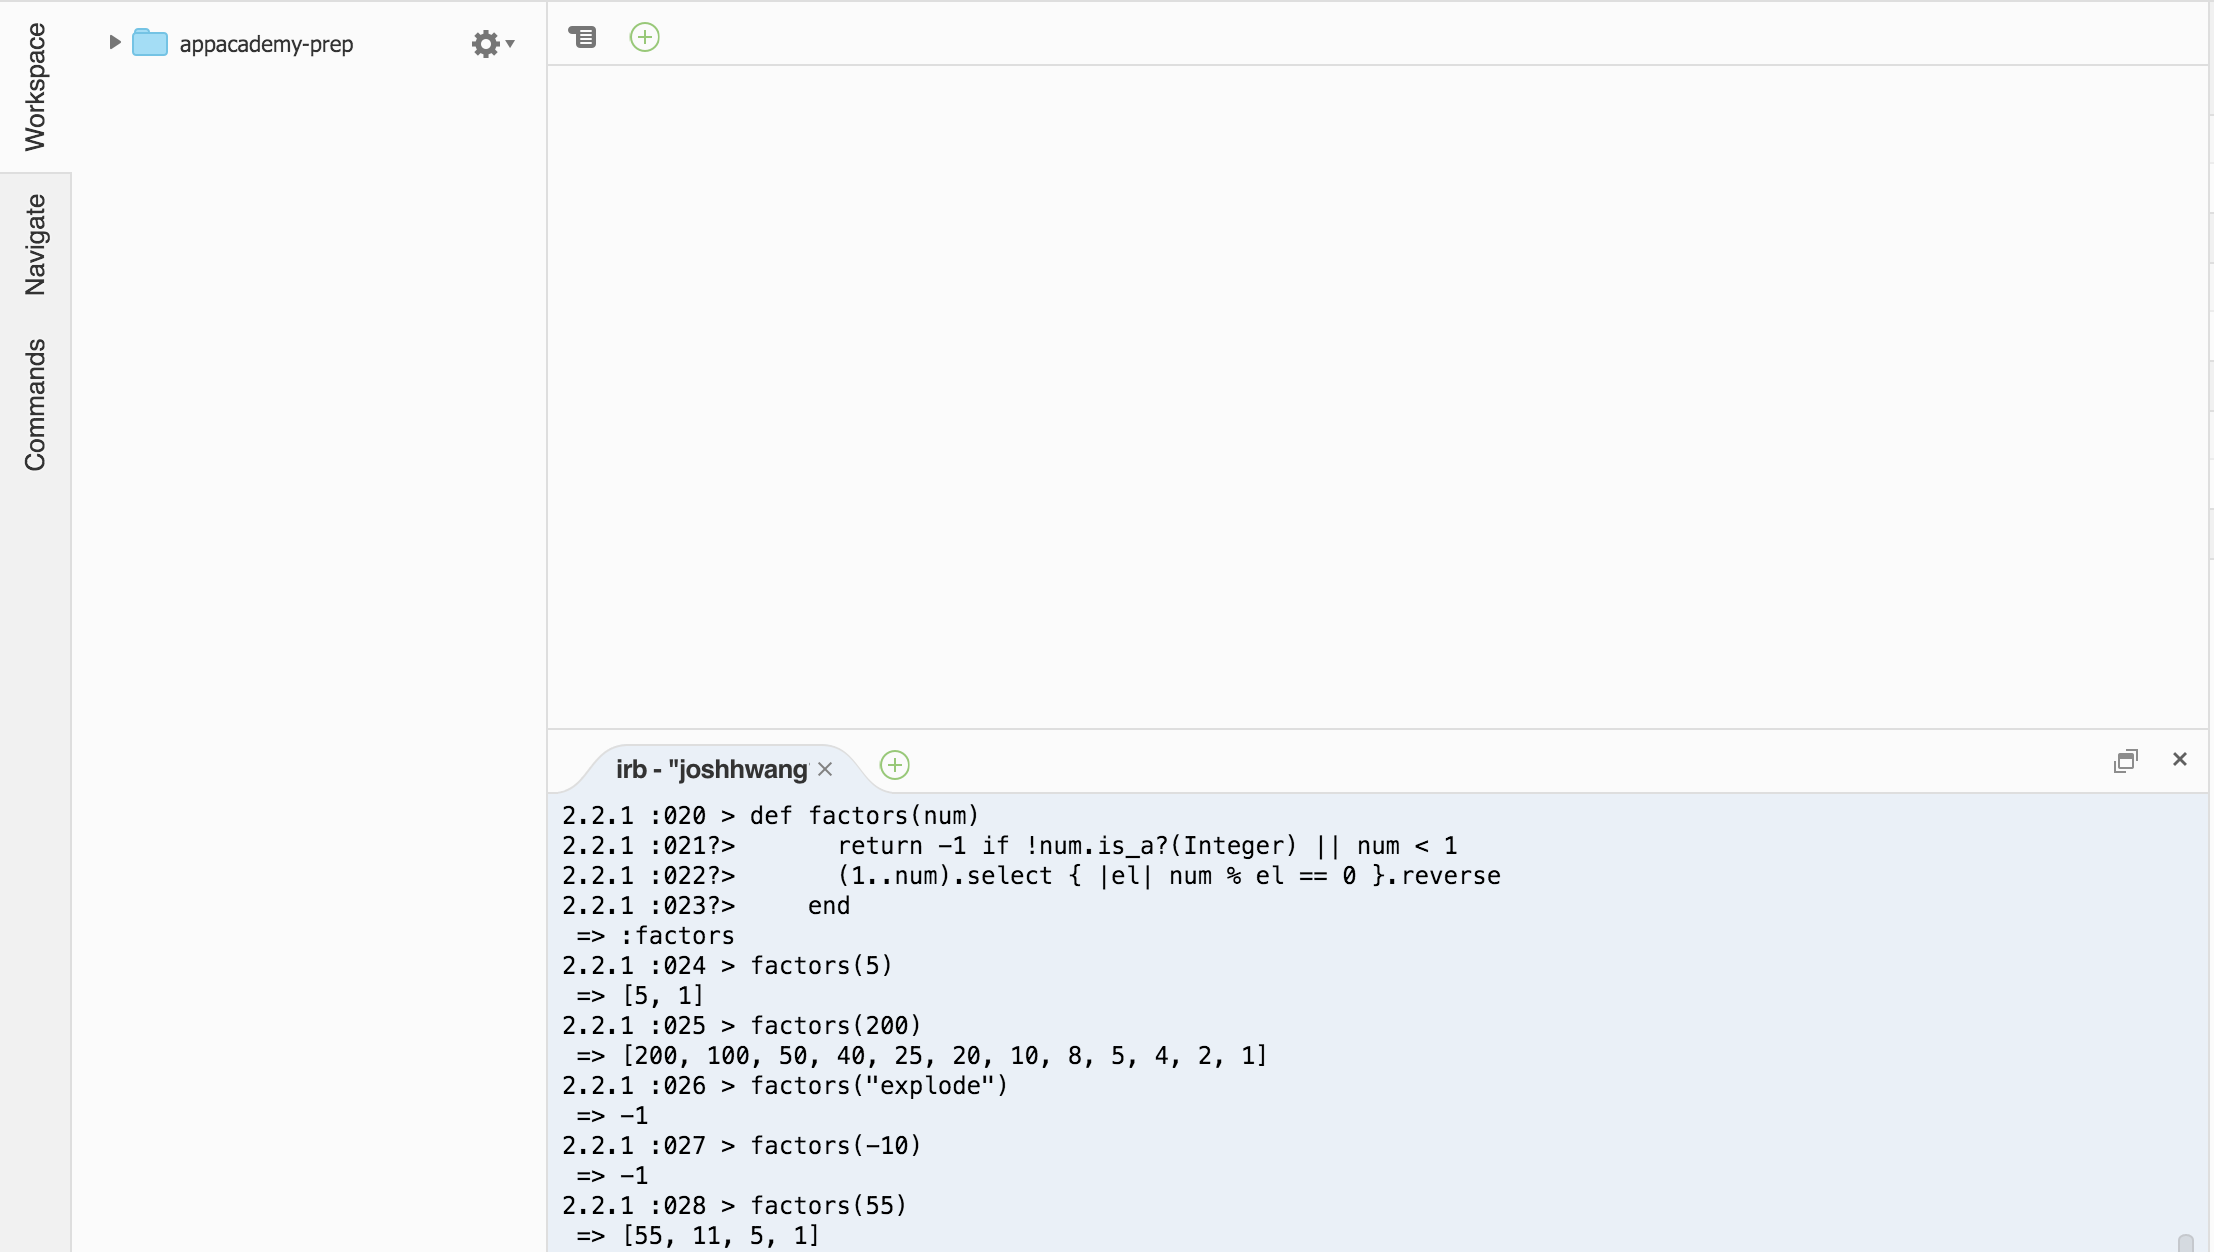 Workspace
Navigate
Commands
appacademy-prep
irb - "joshhwang
2.2.1 :020 > def factors(num)
2.2.1 :021?>       return -1 if !num.is_a?(Integer) || num < 1
2.2.1 :022?>       (1..num).select { |el| num % el == 0 }.reverse
2.2.1 :023?>     end
 => :factors
2.2.1 :024 > factors(5)
 => [5, 1]
2.2.1 :025 > factors(200)
 => [200, 100, 50, 40, 25, 20, 10, 8, 5, 4, 2, 1]
2.2.1 :026 > factors("explode")
 => -1
2.2.1 :027 > factors(-10)
 => -1
2.2.1 :028 > factors(55)
 => [55, 11, 5, 1]